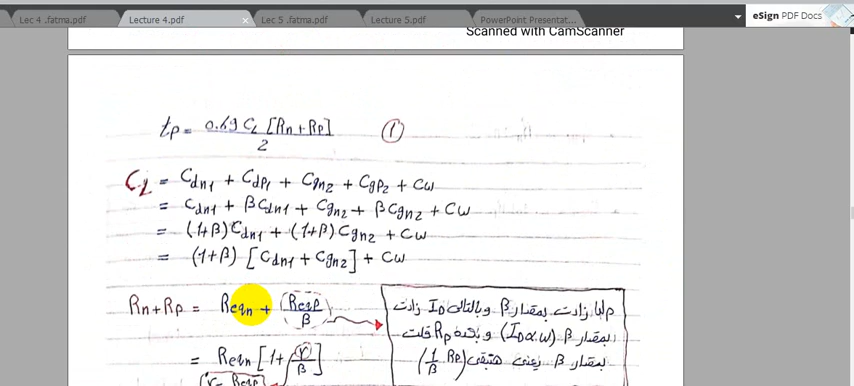 Lec 4 .fatma.pdf
Lecture 4.pdf
×
Lec 5 .fatma.pdf
Lecture 5.pdf
PowerPoint Presentat...
eSign PDF Docs
Scanned with CamScanner
tp = 0.69 CL [Rn+Rp] / 2 ①
CL = Cdn1 + Cdp1 + Cgn2 + Cgp2 + Cw
= Cdn1 + βCdn1 + Cgn2 + βCgn2 + Cw
= (1+β)Cdn1 + (1+β)Cgn2 + Cw
= (1+β) [Cdn1 + Cgn2] + Cw
Rn+Rp = Reqn + (Reqp / β)
= Reqn [1 + r/β]
(r = Reqp
زادت بمقدار β وبالتالى ID زادت
بمقدار β (ID α w) و Rp قلت
بمقدار β يعنى هتبقى (1/β Rp)